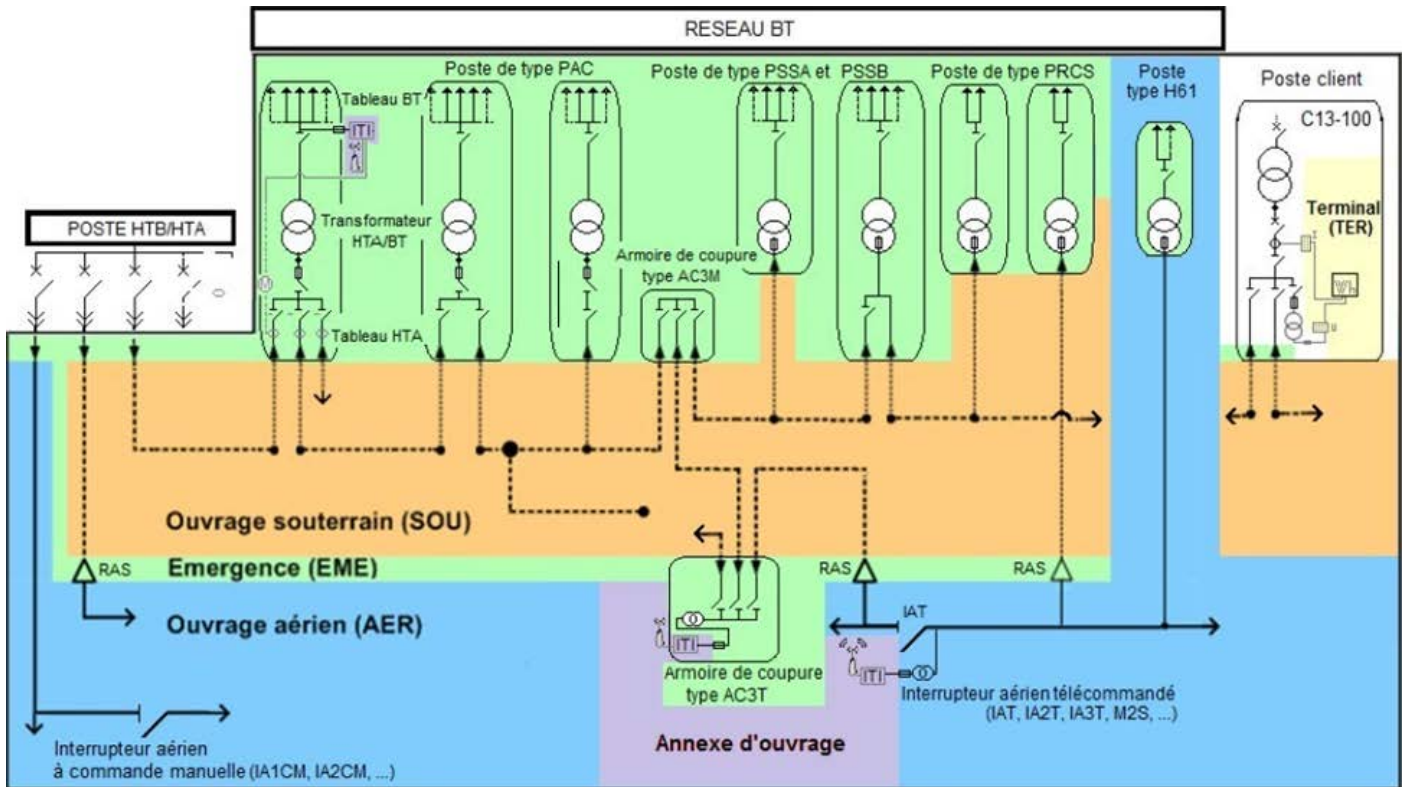 RESEAU BT
Poste de type PAC
Poste de type PSSA et PSSB
Poste de type PRCS
Poste
type H61
Poste client
C13-100
Tableau BT
ITI
POSTE HTB/HTA
Transformateur
HTA/BT
Terminal
(TER)
Armoire de coupure
type AC3M
M
Wh
Tableau HTA
Ouvrage souterrain (SOU)
RAS
Emergence (EME)
RAS
RAS
Ouvrage aérien (AER)
IAT
ITI
ITI
Armoire de coupure
type AC3T
Interrupteur aérien télécommandé
(IAT, IA2T, IA3T, M2S, ...)
Annexe d'ouvrage
Interrupteur aérien
à commande manuelle (IA1CM, IA2CM, ...)